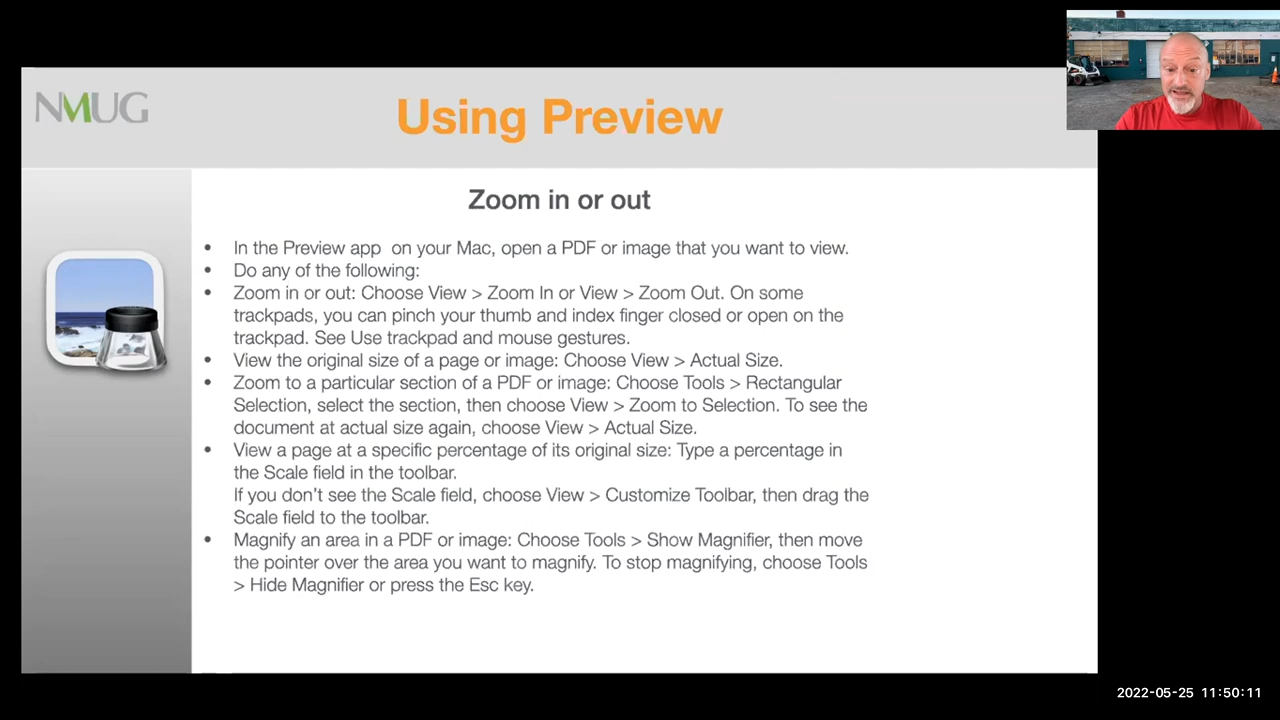 NMUG
Using Preview
Zoom in or out
• In the Preview app  on your Mac, open a PDF or image that you want to view.
• Do any of the following:
• Zoom in or out: Choose View > Zoom In or View > Zoom Out. On some
trackpads, you can pinch your thumb and index finger closed or open on the
trackpad. See Use trackpad and mouse gestures.
• View the original size of a page or image: Choose View > Actual Size.
• Zoom to a particular section of a PDF or image: Choose Tools > Rectangular
Selection, select the section, then choose View > Zoom to Selection. To see the
document at actual size again, choose View > Actual Size.
• View a page at a specific percentage of its original size: Type a percentage in
the Scale field in the toolbar.
If you don’t see the Scale field, choose View > Customize Toolbar, then drag the
Scale field to the toolbar.
• Magnify an area in a PDF or image: Choose Tools > Show Magnifier, then move
the pointer over the area you want to magnify. To stop magnifying, choose Tools
> Hide Magnifier or press the Esc key.
2022-05-25 11:50:11